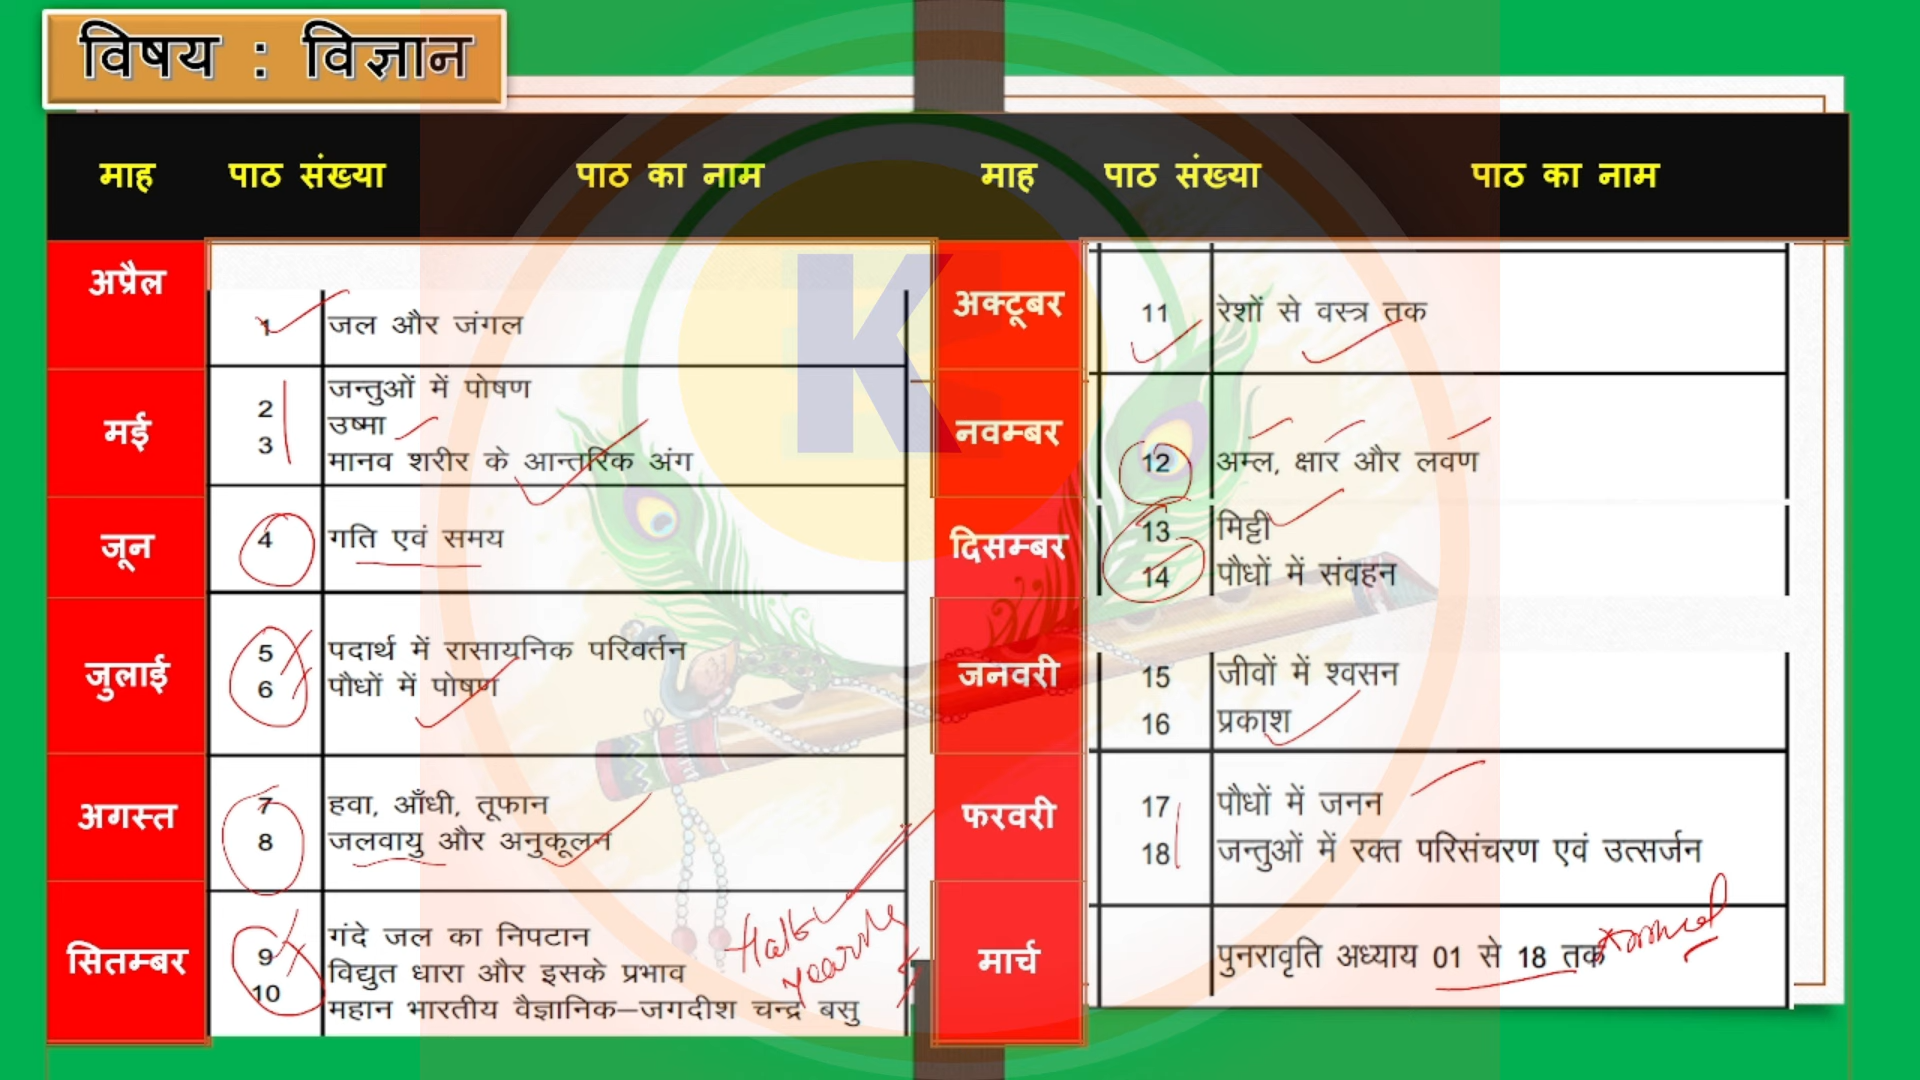 विषय : विज्ञान
माह पाठ संख्या पाठ का नाम माह पाठ संख्या पाठ का नाम
अप्रैल
1 जल और जंगल
मई
2 जन्तुओं में पोषण
3 उष्मा
मानव शरीर के आन्तरिक अंग
जून
4 गति एवं समय
जुलाई
5 पदार्थ में रासायनिक परिवर्तन
6 पौधों में पोषण
अगस्त
7 हवा, आँधी, तूफान
8 जलवायु और अनुकूलन
सितम्बर
9 गंदे जल का निपटान
10 विद्युत धारा और इसके प्रभाव
महान भारतीय वैज्ञानिक–जगदीश चन्द्र बसु
Half
yearly
अक्टूबर
11 रेशों से वस्त्र तक
नवम्बर
12 अम्ल, क्षार और लवण
दिसम्बर
13 मिट्टी
14 पौधों में संवहन
जनवरी
15 जीवों में श्वसन
16 प्रकाश
फरवरी
17 पौधों में जनन
18 जन्तुओं में रक्त परिसंचरण एवं उत्सर्जन
मार्च
पुनरावृति अध्याय 01 से 18 तक Annual
K